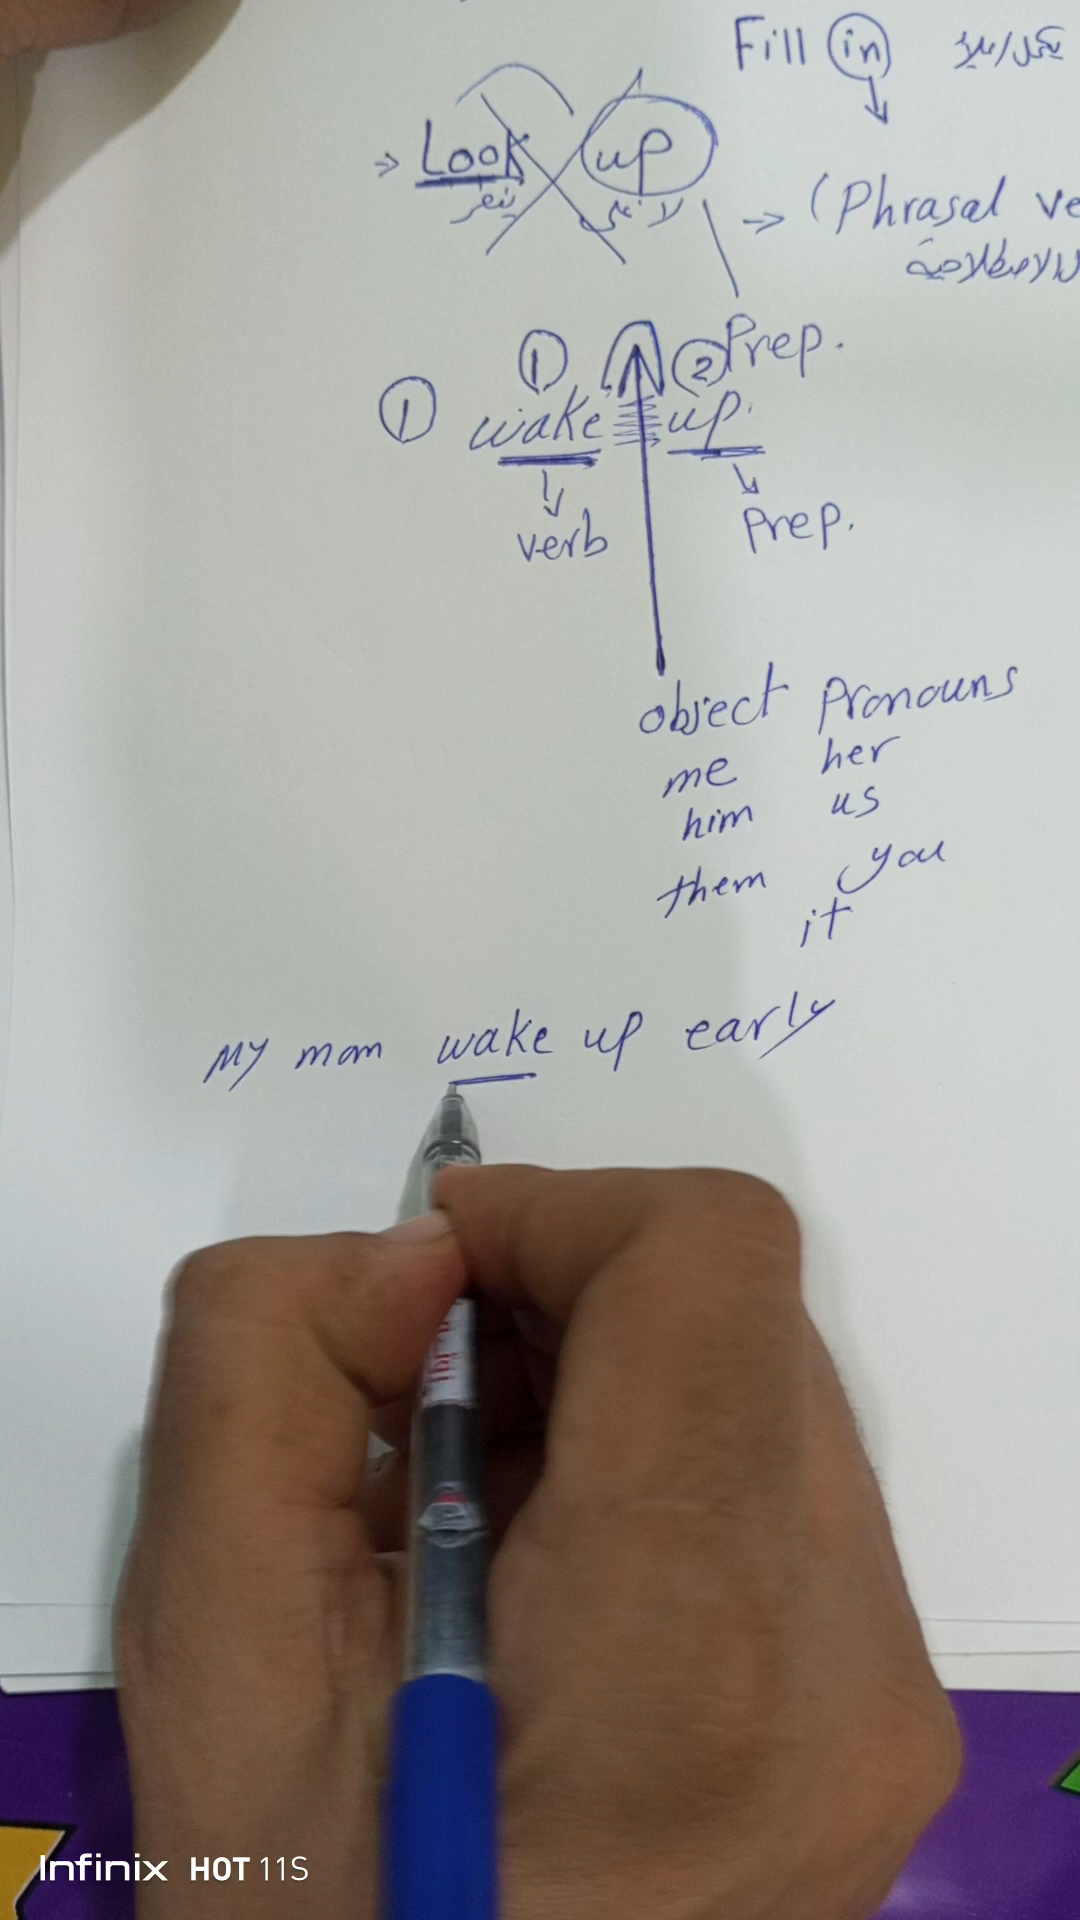 Fill in يكمل/يملأ
→ Look up
ينظر لأعلى
→ (Phrasal ve
الاصطلاحية
Prep.
① ②
① wake up.
verb Prep.
object pronouns
me her
him us
them you
it
My mom wake up early
Infinix HOT 11S